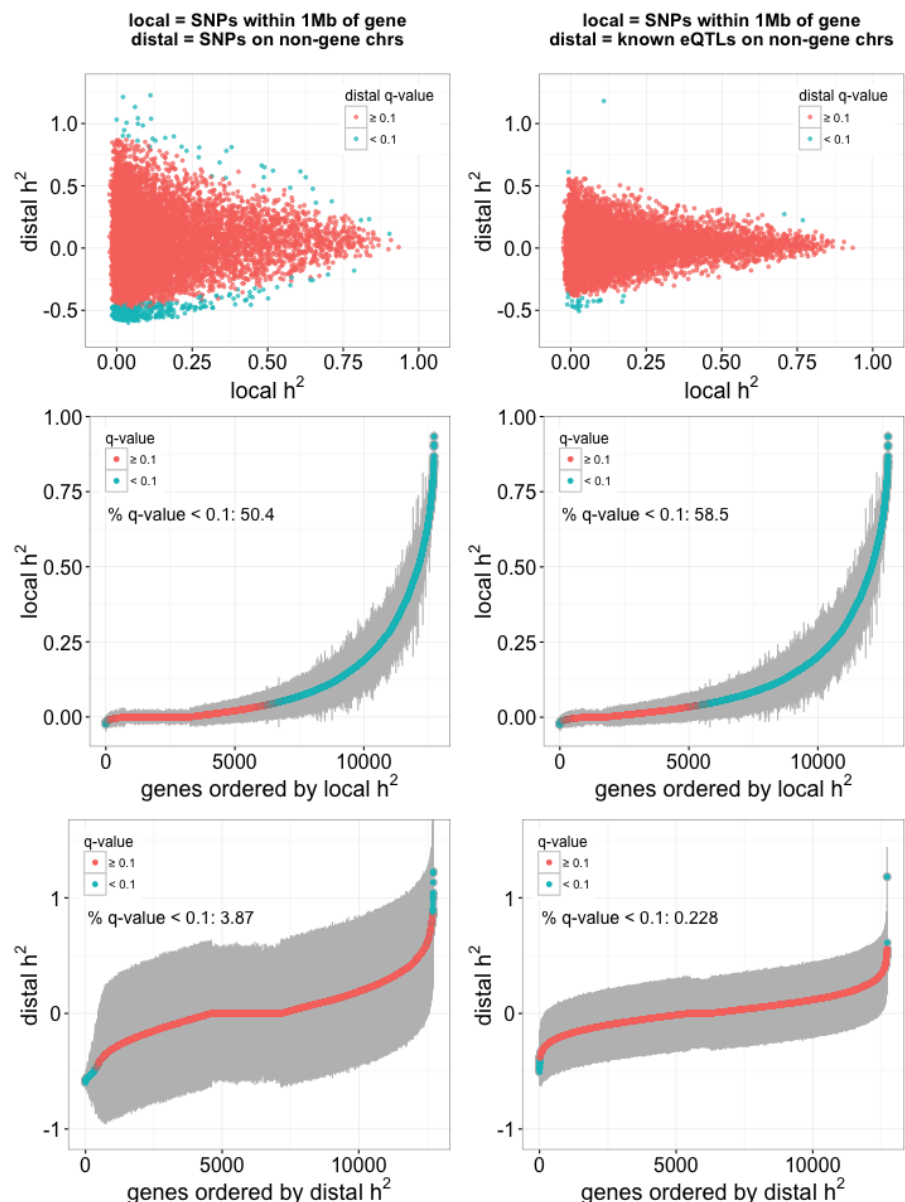 local = SNPs within 1Mb of gene
distal = SNPs on non-gene chrs
local = SNPs within 1Mb of gene
distal = known eQTLs on non-gene chrs
distal q-value
≥ 0.1
< 0.1
1.0
0.5
0.0
-0.5
distal h²
0.00 0.25 0.50 0.75 1.00
local h²
distal q-value
≥ 0.1
< 0.1
1.0
0.5
0.0
-0.5
distal h²
0.00 0.25 0.50 0.75 1.00
local h²
q-value
≥ 0.1
< 0.1
% q-value < 0.1: 50.4
1.00
0.75
0.50
0.25
0.00
local h²
0 5000 10000
genes ordered by local h²
q-value
≥ 0.1
< 0.1
% q-value < 0.1: 58.5
1.00
0.75
0.50
0.25
0.00
local h²
0 5000 10000
genes ordered by local h²
q-value
≥ 0.1
< 0.1
% q-value < 0.1: 3.87
1
0
-1
distal h²
0 5000 10000
genes ordered by distal h²
q-value
≥ 0.1
< 0.1
% q-value < 0.1: 0.228
1
0
-1
distal h²
0 5000 10000
genes ordered by distal h²